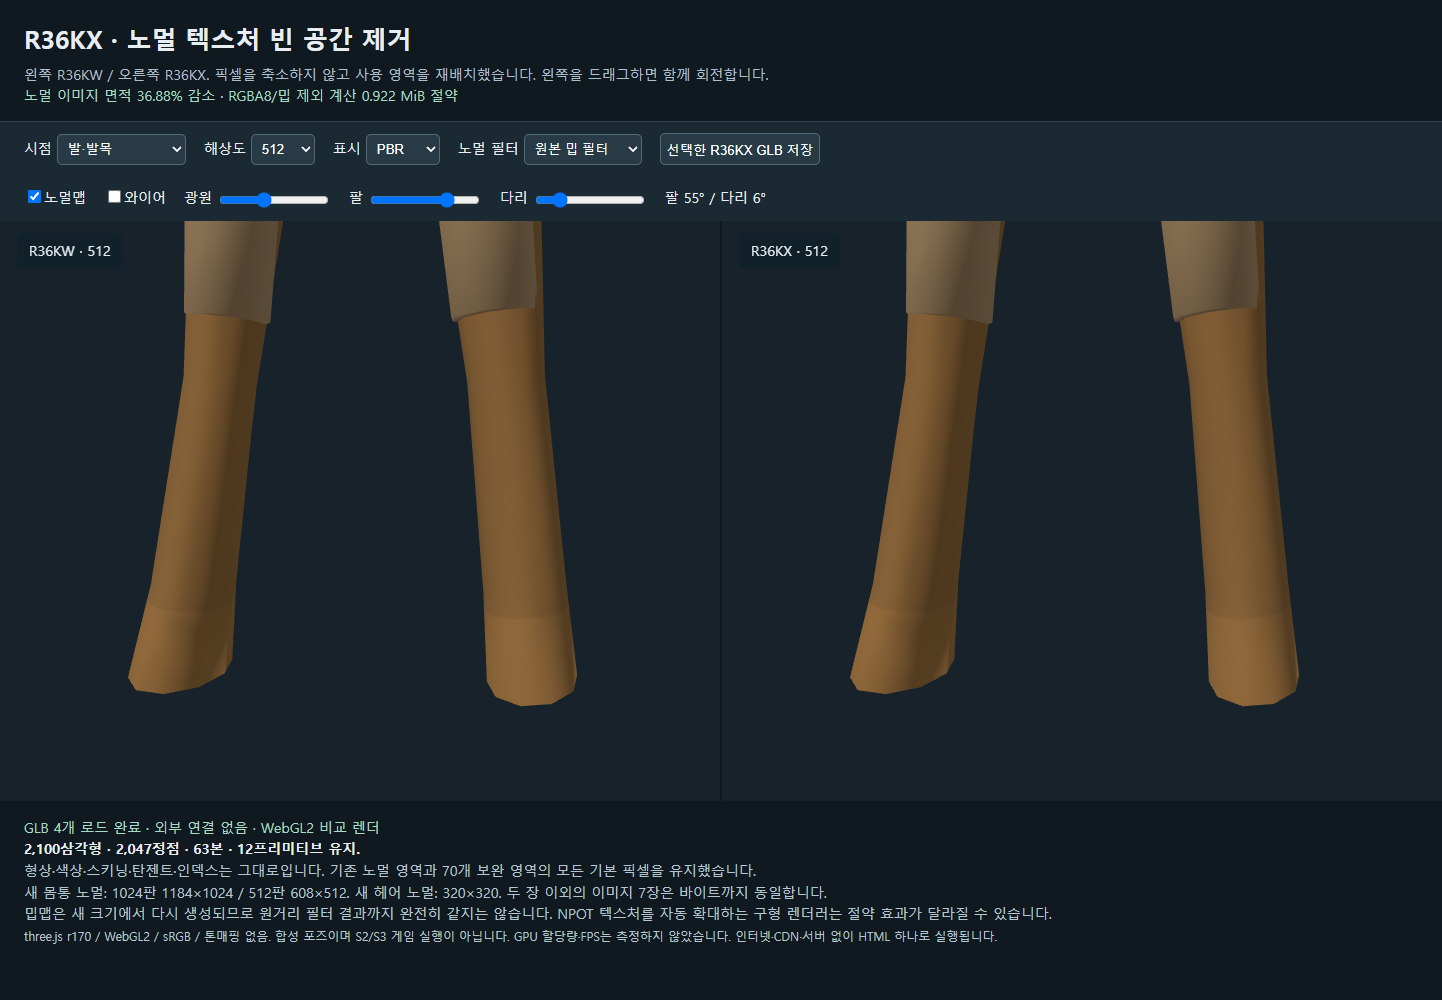 R36KX · 노멀 텍스처 빈 공간 제거
왼쪽 R36KW / 오른쪽 R36KX. 픽셀을 축소하지 않고 사용 영역을 재배치했습니다. 왼쪽을 드래그하면 함께 회전합니다.
노멀 이미지 면적 36.88% 감소 · RGBA8/밉 제외 계산 0.922 MiB 절약
시점 발·발목 해상도 512 표시 PBR 노멀 필터 원본 밉 필터 선택한 R36KX GLB 저장
노멀맵 와이어 광원 팔 다리 팔 55° / 다리 6°
R36KW · 512
R36KX · 512
GLB 4개 로드 완료 · 외부 연결 없음 · WebGL2 비교 렌더
2,100삼각형 · 2,047정점 · 63본 · 12프리미티브 유지.
형상·색상·스키닝·탄젠트·인덱스는 그대로입니다. 기존 노멀 영역과 70개 보완 영역의 모든 기본 픽셀을 유지했습니다.
새 몸통 노멀: 1024판 1184×1024 / 512판 608×512. 새 헤어 노멀: 320×320. 두 장 이외의 이미지 7장은 바이트까지 동일합니다.
밉맵은 새 크기에서 다시 생성되므로 원거리 필터 결과까지 완전히 같지는 않습니다. NPOT 텍스처를 자동 확대하는 구형 렌더러는 절약 효과가 달라질 수 있습니다.
three.js r170 / WebGL2 / sRGB / 톤매핑 없음. 합성 포즈이며 S2/S3 게임 실행이 아닙니다. GPU 할당량·FPS는 측정하지 않았습니다. 인터넷·CDN·서버 없이 HTML 하나로 실행됩니다.